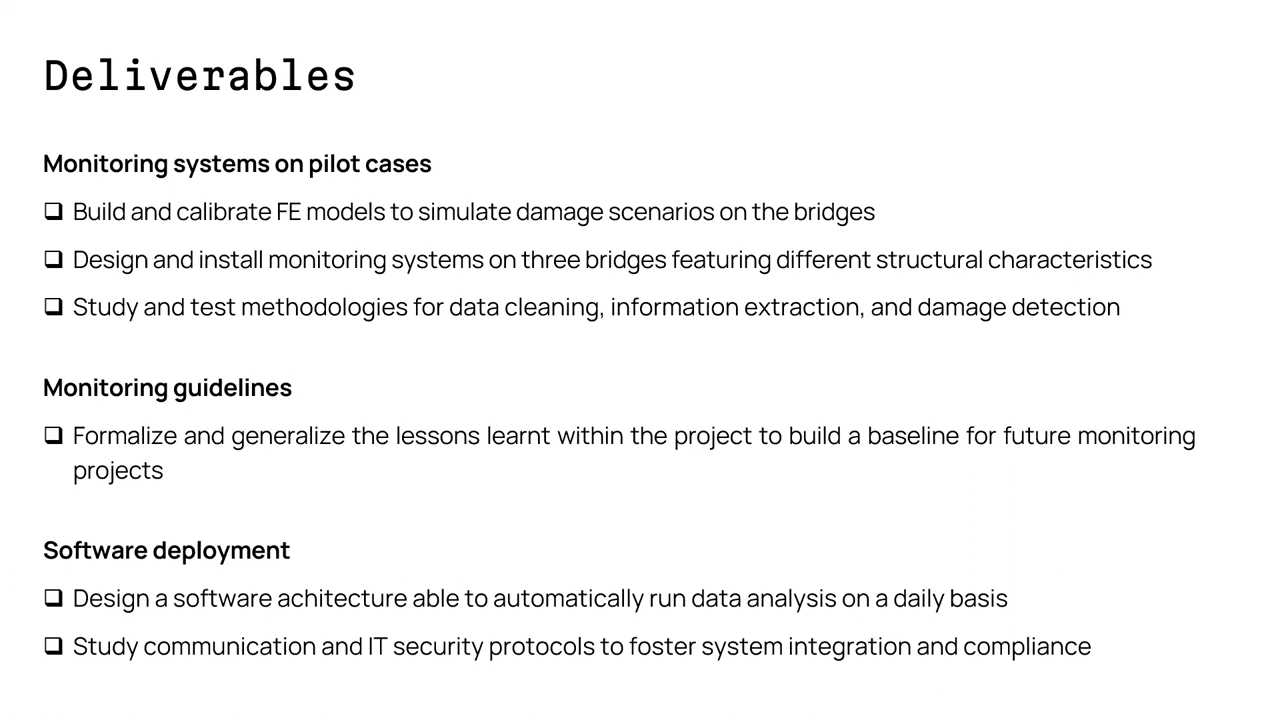 Deliverables
Monitoring systems on pilot cases
❑ Build and calibrate FE models to simulate damage scenarios on the bridges
❑ Design and install monitoring systems on three bridges featuring different structural characteristics
❑ Study and test methodologies for data cleaning, information extraction, and damage detection
Monitoring guidelines
❑ Formalize and generalize the lessons learnt within the project to build a baseline for future monitoring
projects
Software deployment
❑ Design a software achitecture able to automatically run data analysis on a daily basis
❑ Study communication and IT security protocols to foster system integration and compliance